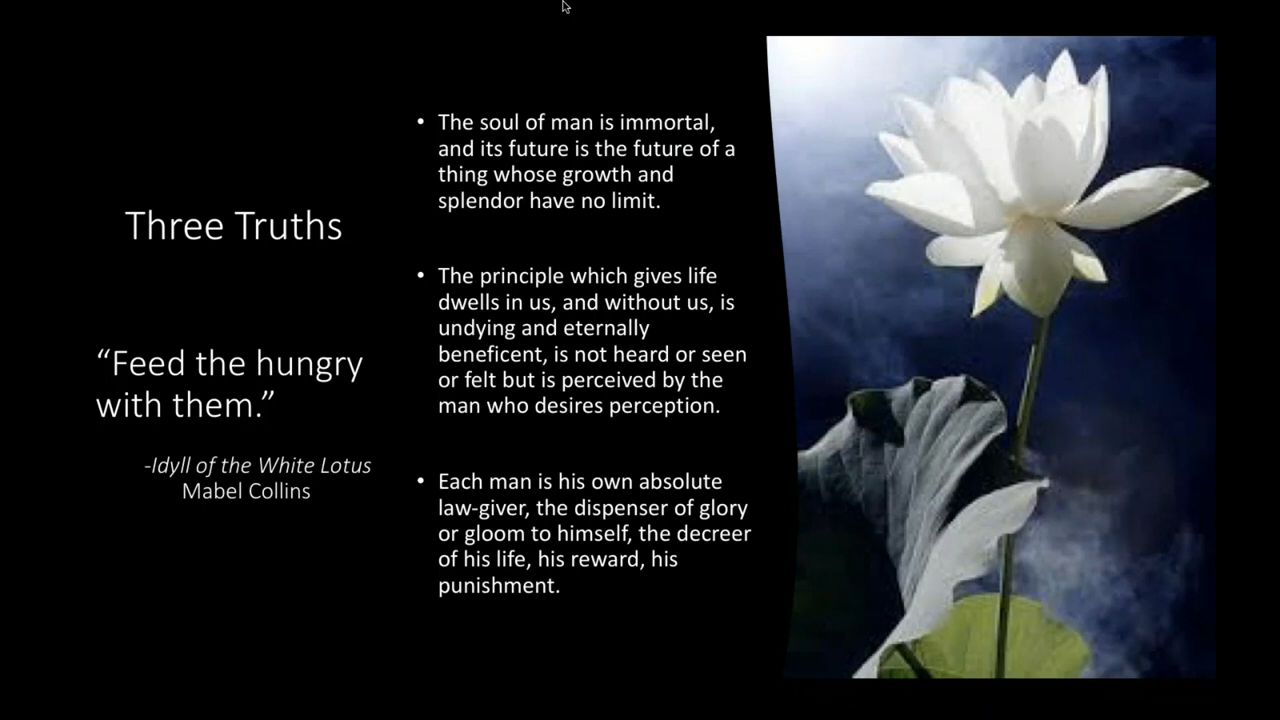 Three Truths
“Feed the hungry
with them.”
-Idyll of the White Lotus
Mabel Collins
• The soul of man is immortal,
and its future is the future of a
thing whose growth and
splendor have no limit.
• The principle which gives life
dwells in us, and without us, is
undying and eternally
beneficent, is not heard or seen
or felt but is perceived by the
man who desires perception.
• Each man is his own absolute
law-giver, the dispenser of glory
or gloom to himself, the decreer
of his life, his reward, his
punishment.